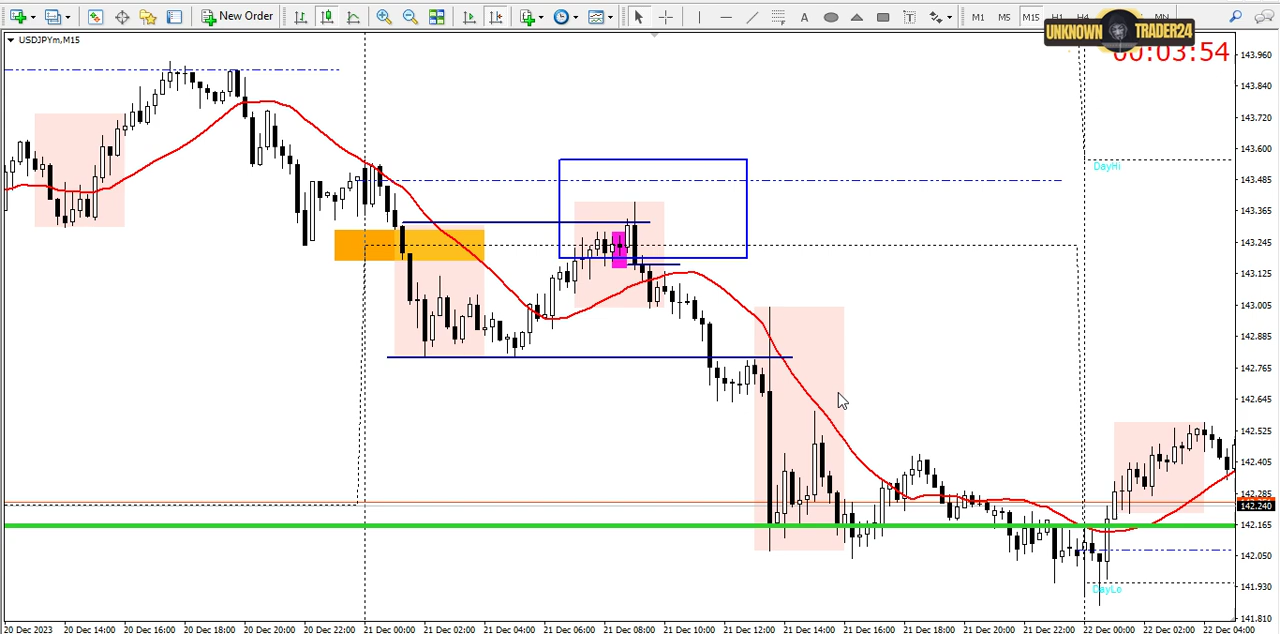 New Order
A
T
M1
M5
M15
H1
H4
MN
UNKNOWN TRADER24
USDJPYm,M15
00:03:54
143.960
143.840
143.720
143.600
143.485
143.365
143.245
143.125
143.005
142.885
142.765
142.645
142.525
142.405
142.285
142.240
142.165
142.050
141.930
141.810
DayHi
DayLo
20 Dec 2023
20 Dec 14:00
20 Dec 16:00
20 Dec 18:00
20 Dec 20:00
20 Dec 22:00
21 Dec 00:00
21 Dec 02:00
21 Dec 04:00
21 Dec 06:00
21 Dec 08:00
21 Dec 10:00
21 Dec 12:00
21 Dec 14:00
21 Dec 16:00
21 Dec 18:00
21 Dec 20:00
21 Dec 22:00
22 Dec 00:00
22 Dec 02:00
22 Dec 04:00